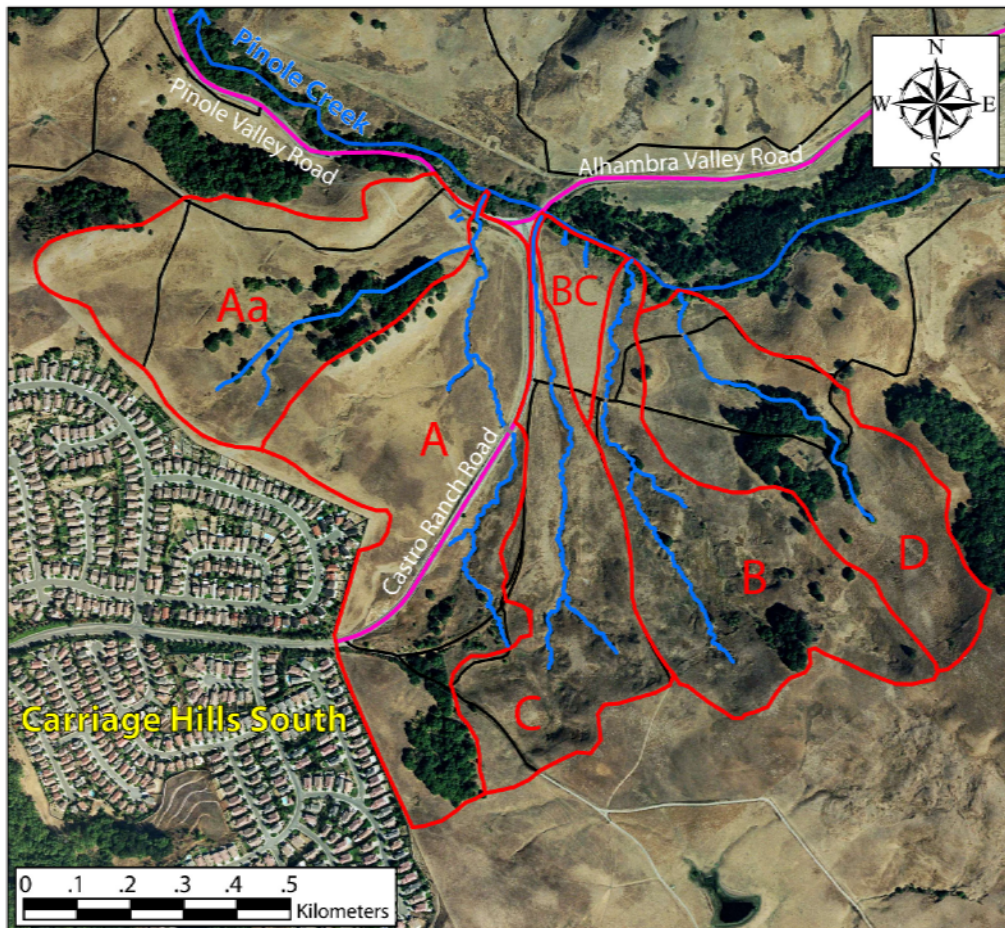 Pinole Creek
Pinole Valley Road
Alhambra Valley Road
N
W E
S
Aa
BC
A
Castro Ranch Road
B
D
C
Carriage Hills South
0 .1 .2 .3 .4 .5
Kilometers